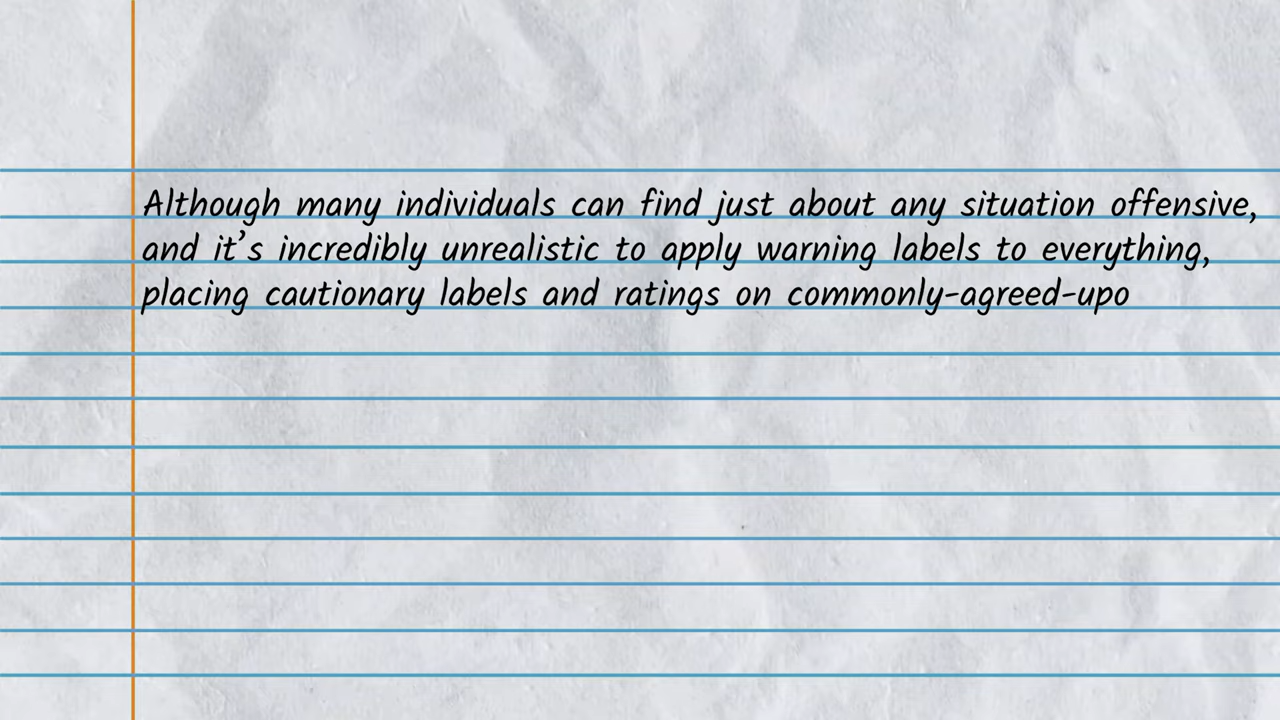 Although many individuals can find just about any situation offensive,
and it’s incredibly unrealistic to apply warning labels to everything,
placing cautionary labels and ratings on commonly-agreed-upo